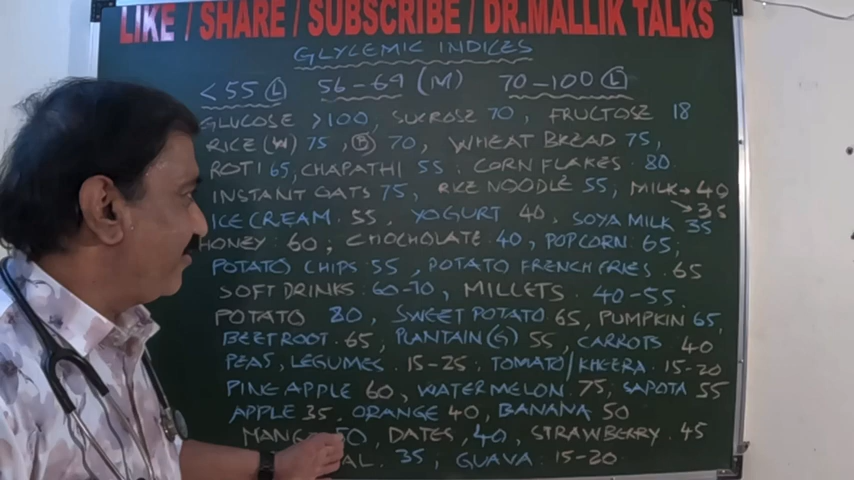 LIKE / SHARE / SUBSCRIBE / DR.MALLIK TALKS
GLYCEMIC INDICES
<55 (L) 56-69 (M) 70-100 (L)
GLUCOSE >100, SUCROSE 70, FRUCTOSE 18
RICE (W) 75, (B) 70, WHEAT BREAD 75,
ROTI 65, CHAPATHI 55; CORN FLAKES 80
INSTANT OATS 75, RICE NOODLE 55, MILK → 40
→ 35
ICE CREAM 55, YOGURT 40, SOYA MILK 35
HONEY 60; CHOCHOLATE 40, POPCORN 65;
POTATO CHIPS 55, POTATO FRENCH FRIES 65
SOFT DRINKS 60-70, MILLETS 40-55
POTATO 80, SWEET POTATO 65, PUMPKIN 65,
BEETROOT 65; PLANTAIN (G) 55, CARROTS 40
PEAS, LEGUMES 15-25; TOMATO/KHEERA 15-20
PINEAPPLE 60, WATERMELON 75, SAPOTA 55
APPLE 35, ORANGE 40, BANANA 50
50, DATES, 40, STRAWBERRY 45
35; GUAVA 15-20